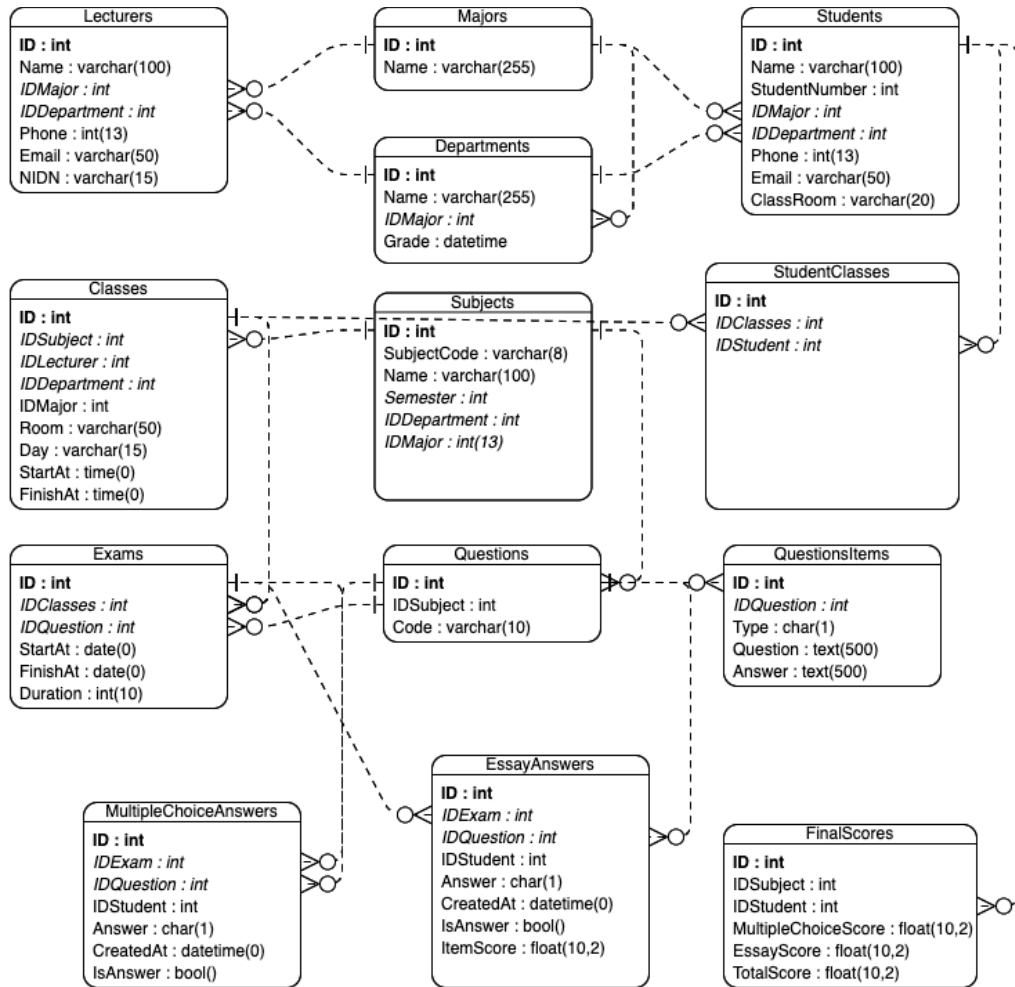 Lecturers
ID : int
Name : varchar(100)
IDMajor : int
IDDepartment : int
Phone : int(13)
Email : varchar(50)
NIDN : varchar(15)
Majors
ID : int
Name : varchar(255)
Students
ID : int
Name : varchar(100)
StudentNumber : int
IDMajor : int
IDDepartment : int
Phone : int(13)
Email : varchar(50)
ClassRoom : varchar(20)
Departments
ID : int
Name : varchar(255)
IDMajor : int
Grade : datetime
Classes
ID : int
IDSubject : int
IDLecturer : int
IDDepartment : int
IDMajor : int
Room : varchar(50)
Day : varchar(15)
StartAt : time(0)
FinishAt : time(0)
Subjects
ID : int
SubjectCode : varchar(8)
Name : varchar(100)
Semester : int
IDDepartment : int
IDMajor : int(13)
StudentClasses
ID : int
IDClasses : int
IDStudent : int
Exams
ID : int
IDClasses : int
IDQuestion : int
StartAt : date(0)
FinishAt : date(0)
Duration : int(10)
Questions
ID : int
IDSubject : int
Code : varchar(10)
QuestionsItems
ID : int
IDQuestion : int
Type : char(1)
Question : text(500)
Answer : text(500)
MultipleChoiceAnswers
ID : int
IDExam : int
IDQuestion : int
IDStudent : int
Answer : char(1)
CreatedAt : datetime(0)
IsAnswer : bool()
EssayAnswers
ID : int
IDExam : int
IDQuestion : int
IDStudent : int
Answer : char(1)
CreatedAt : datetime(0)
IsAnswer : bool()
ItemScore : float(10,2)
FinalScores
ID : int
IDSubject : int
IDStudent : int
MultipleChoiceScore : float(10,2)
EssayScore : float(10,2)
TotalScore : float(10,2)